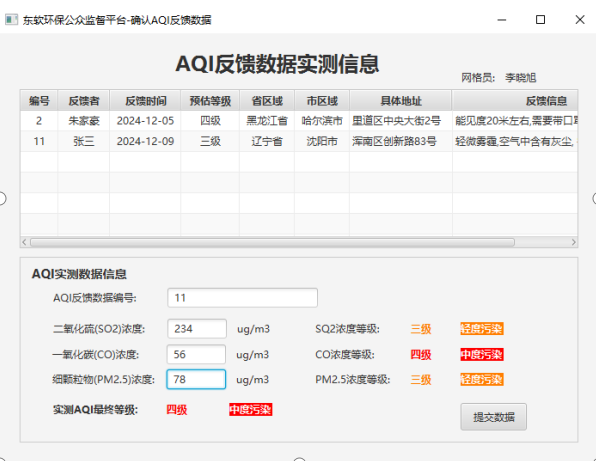 东软环保公众监督平台-确认AQI反馈数据
AQI反馈数据实测信息
网格员: 李晓旭
编号 反馈者 反馈时间 预估等级 省区域 市区域 具体地址 反馈信息
2 朱家豪 2024-12-05 四级 黑龙江省 哈尔滨市 里道区中央大街2号 能见度20米左右,需要带口
11 张三 2024-12-09 三级 辽宁省 沈阳市 浑南区创新路83号 轻微雾霾,空气中含有灰尘,
AQI实测数据信息
AQI反馈数据编号: 11
二氧化硫(SO2)浓度: 234 ug/m3 SQ2浓度等级: 三级 轻度污染
一氧化碳(CO)浓度: 56 ug/m3 CO浓度等级: 四级 中度污染
细颗粒物(PM2.5)浓度: 78 ug/m3 PM2.5浓度等级: 三级 轻度污染
实测AQI最终等级: 四级 中度污染
提交数据